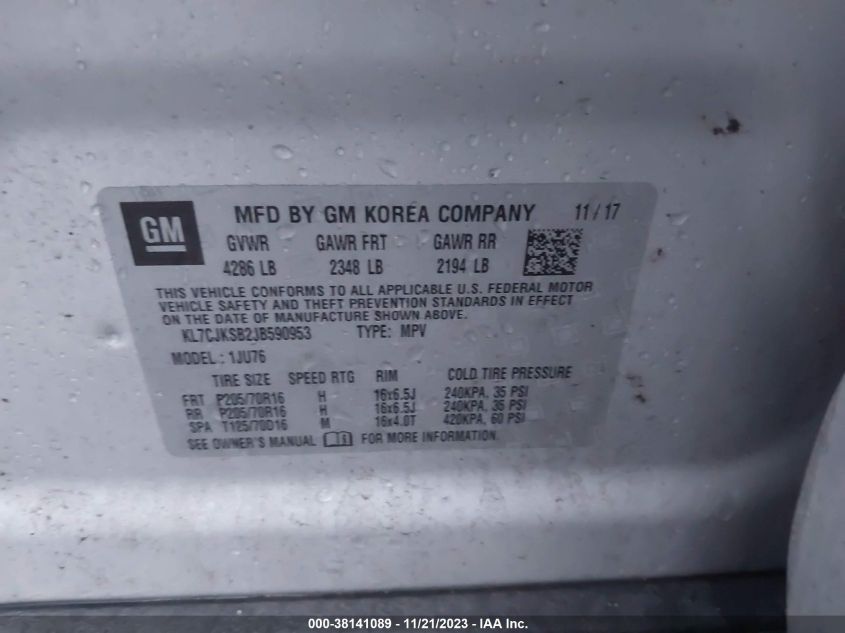 GM MFD BY GM KOREA COMPANY 11/17
GVWR GAWR FRT GAWR RR
4286 LB 2348 LB 2194 LB
THIS VEHICLE CONFORMS TO ALL APPLICABLE U.S. FEDERAL MOTOR
VEHICLE SAFETY AND THEFT PREVENTION STANDARDS IN EFFECT
ON THE DATE OF MANUFACTURE SHOWN ABOVE.
KL7CJKSB2JB590953 TYPE: MPV
MODEL: 1JU76
TIRE SIZE SPEED RTG RIM COLD TIRE PRESSURE
FRT P205/70R16 H 16x6.5J 240KPA, 35 PSI
RR P205/70R16 H 16x6.5J 240KPA, 35 PSI
SPA T125/70D16 M 16x4.0T 420KPA, 60 PSI
SEE OWNER'S MANUAL FOR MORE INFORMATION.
000-38141089 - 11/21/2023 - IAA Inc.